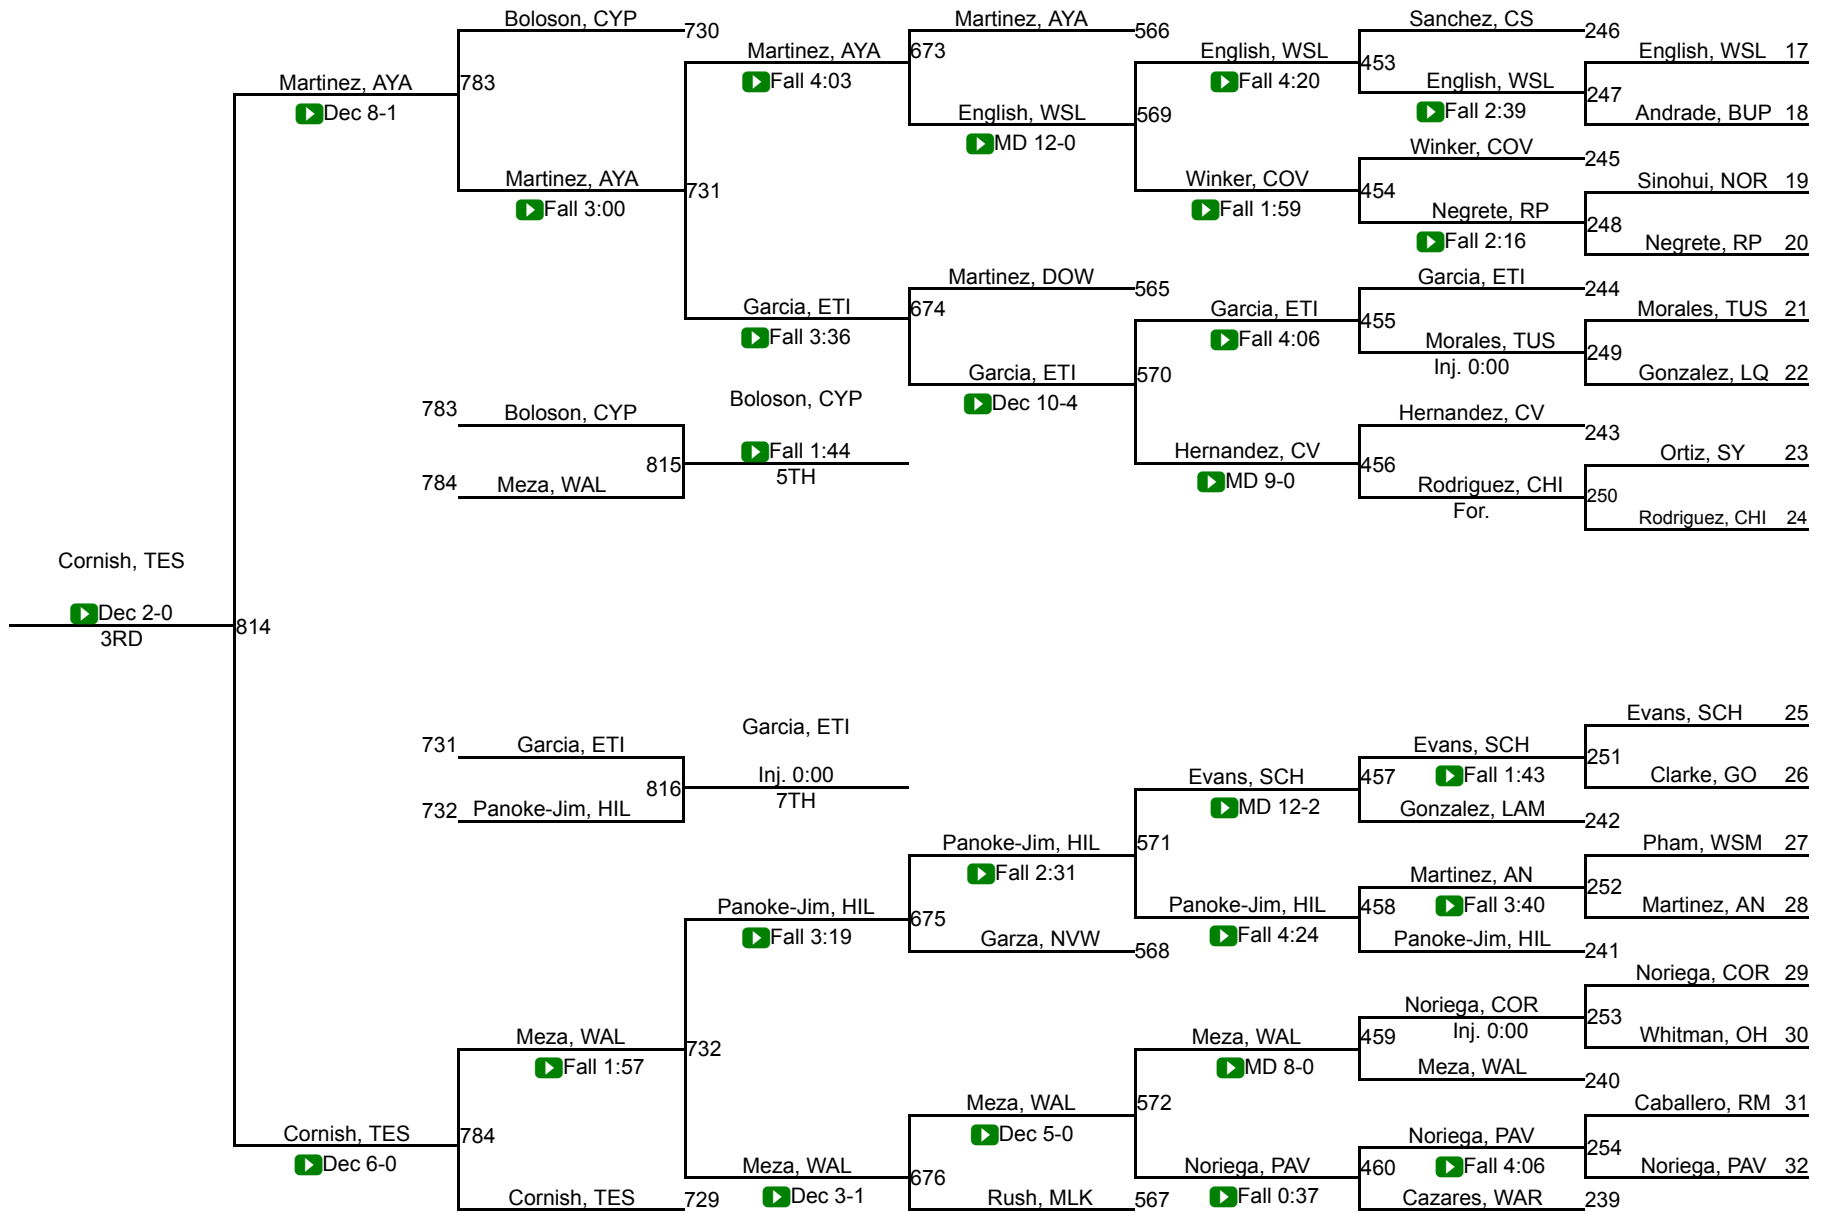 Boloson, CYP
730
Martinez, AYA
566
Sanchez, CS
246
Martinez, AYA
673
English, WSL
453
English, WSL 17
Martinez, AYA
783
Fall 4:03
Fall 4:20
English, WSL
247
Dec 8-1
English, WSL
569
Fall 2:39
Andrade, BUP 18
MD 12-0
Winker, COV
245
Martinez, AYA
731
Winker, COV
454
Sinohui, NOR 19
Fall 3:00
Fall 1:59
Negrete, RP
248
Fall 2:16
Negrete, RP 20
Martinez, DOW
565
Garcia, ETI
244
Garcia, ETI
674
Garcia, ETI
455
Morales, TUS 21
Fall 3:36
Fall 4:06
Morales, TUS
249
Inj. 0:00
Garcia, ETI
570
Gonzalez, LQ 22
Dec 10-4
783
Boloson, CYP
Boloson, CYP
Hernandez, CV
243
815
Fall 1:44
5TH
Hernandez, CV
456
Ortiz, SY 23
784
Meza, WAL
MD 9-0
Rodriguez, CHI
250
For.
Rodriguez, CHI 24
Cornish, TES
Dec 2-0
3RD
814
Evans, SCH 25
731
Garcia, ETI
Garcia, ETI
Evans, SCH
251
816
Inj. 0:00
7TH
Evans, SCH
457
Fall 1:43
Clarke, GO 26
732
Panoke-Jim, HIL
MD 12-2
Gonzalez, LAM
242
Panoke-Jim, HIL
571
Pham, WSM 27
Fall 2:31
Martinez, AN
252
Panoke-Jim, HIL
675
Panoke-Jim, HIL
458
Fall 3:40
Martinez, AN 28
Fall 3:19
Garza, NVW
568
Fall 4:24
Panoke-Jim, HIL
241
Noriega, COR 29
Noriega, COR
253
Meza, WAL
732
Meza, WAL
459
Inj. 0:00
Whitman, OH 30
Fall 1:57
MD 8-0
Meza, WAL
240
Meza, WAL
572
Caballero, RM 31
Cornish, TES
784
Dec 5-0
Noriega, PAV
254
Dec 6-0
Meza, WAL
676
Noriega, PAV
460
Fall 4:06
Noriega, PAV 32
Cornish, TES
729
Dec 3-1
Rush, MLK
567
Fall 0:37
Cazares, WAR
239